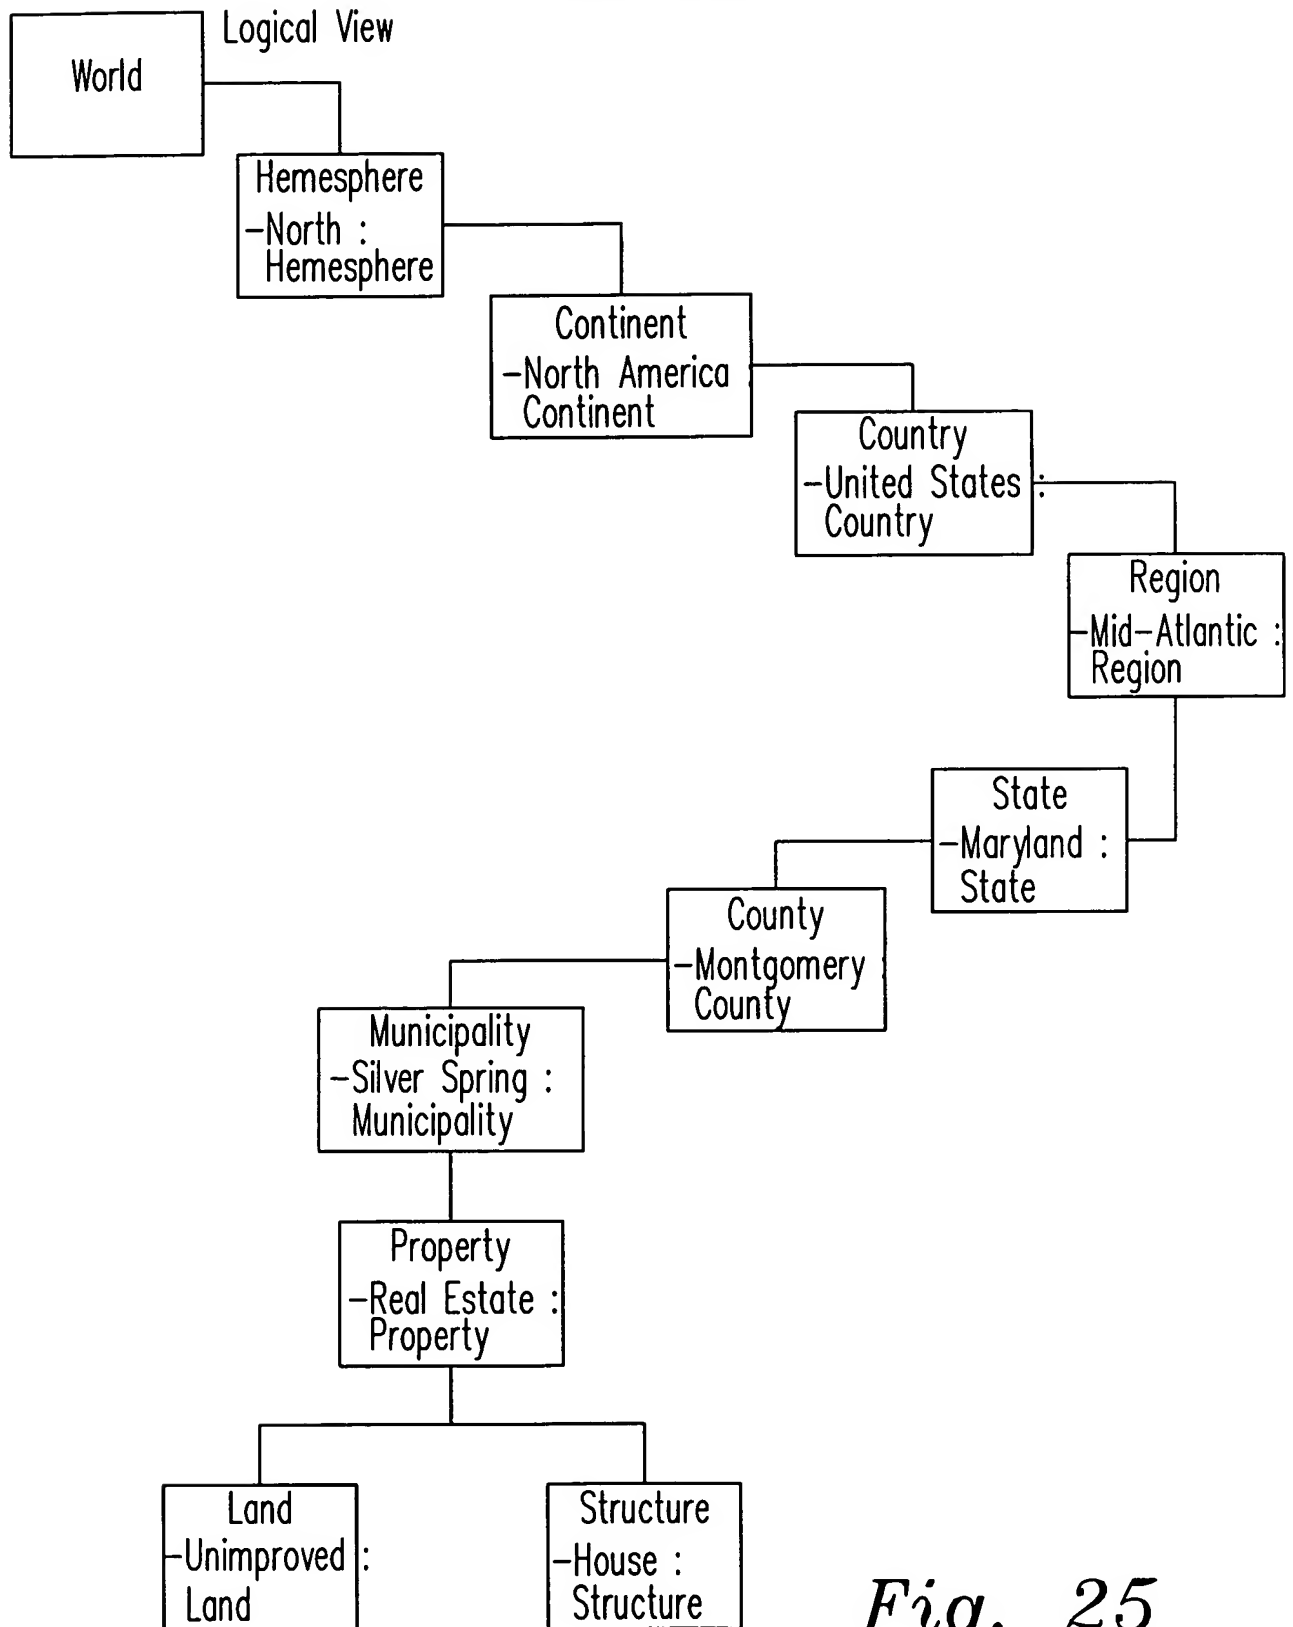 Logical View
World
Hemesphere
-North :
Hemesphere
Continent
-North America
Continent
Country
-United States :
Country
Region
-Mid-Atlantic :
Region
State
-Maryland :
State
County
-Montgomery
County
Municipality
-Silver Spring :
Municipality
Property
-Real Estate :
Property
Land
-Unimproved :
Land
Structure
-House :
Structure
Fig. 25